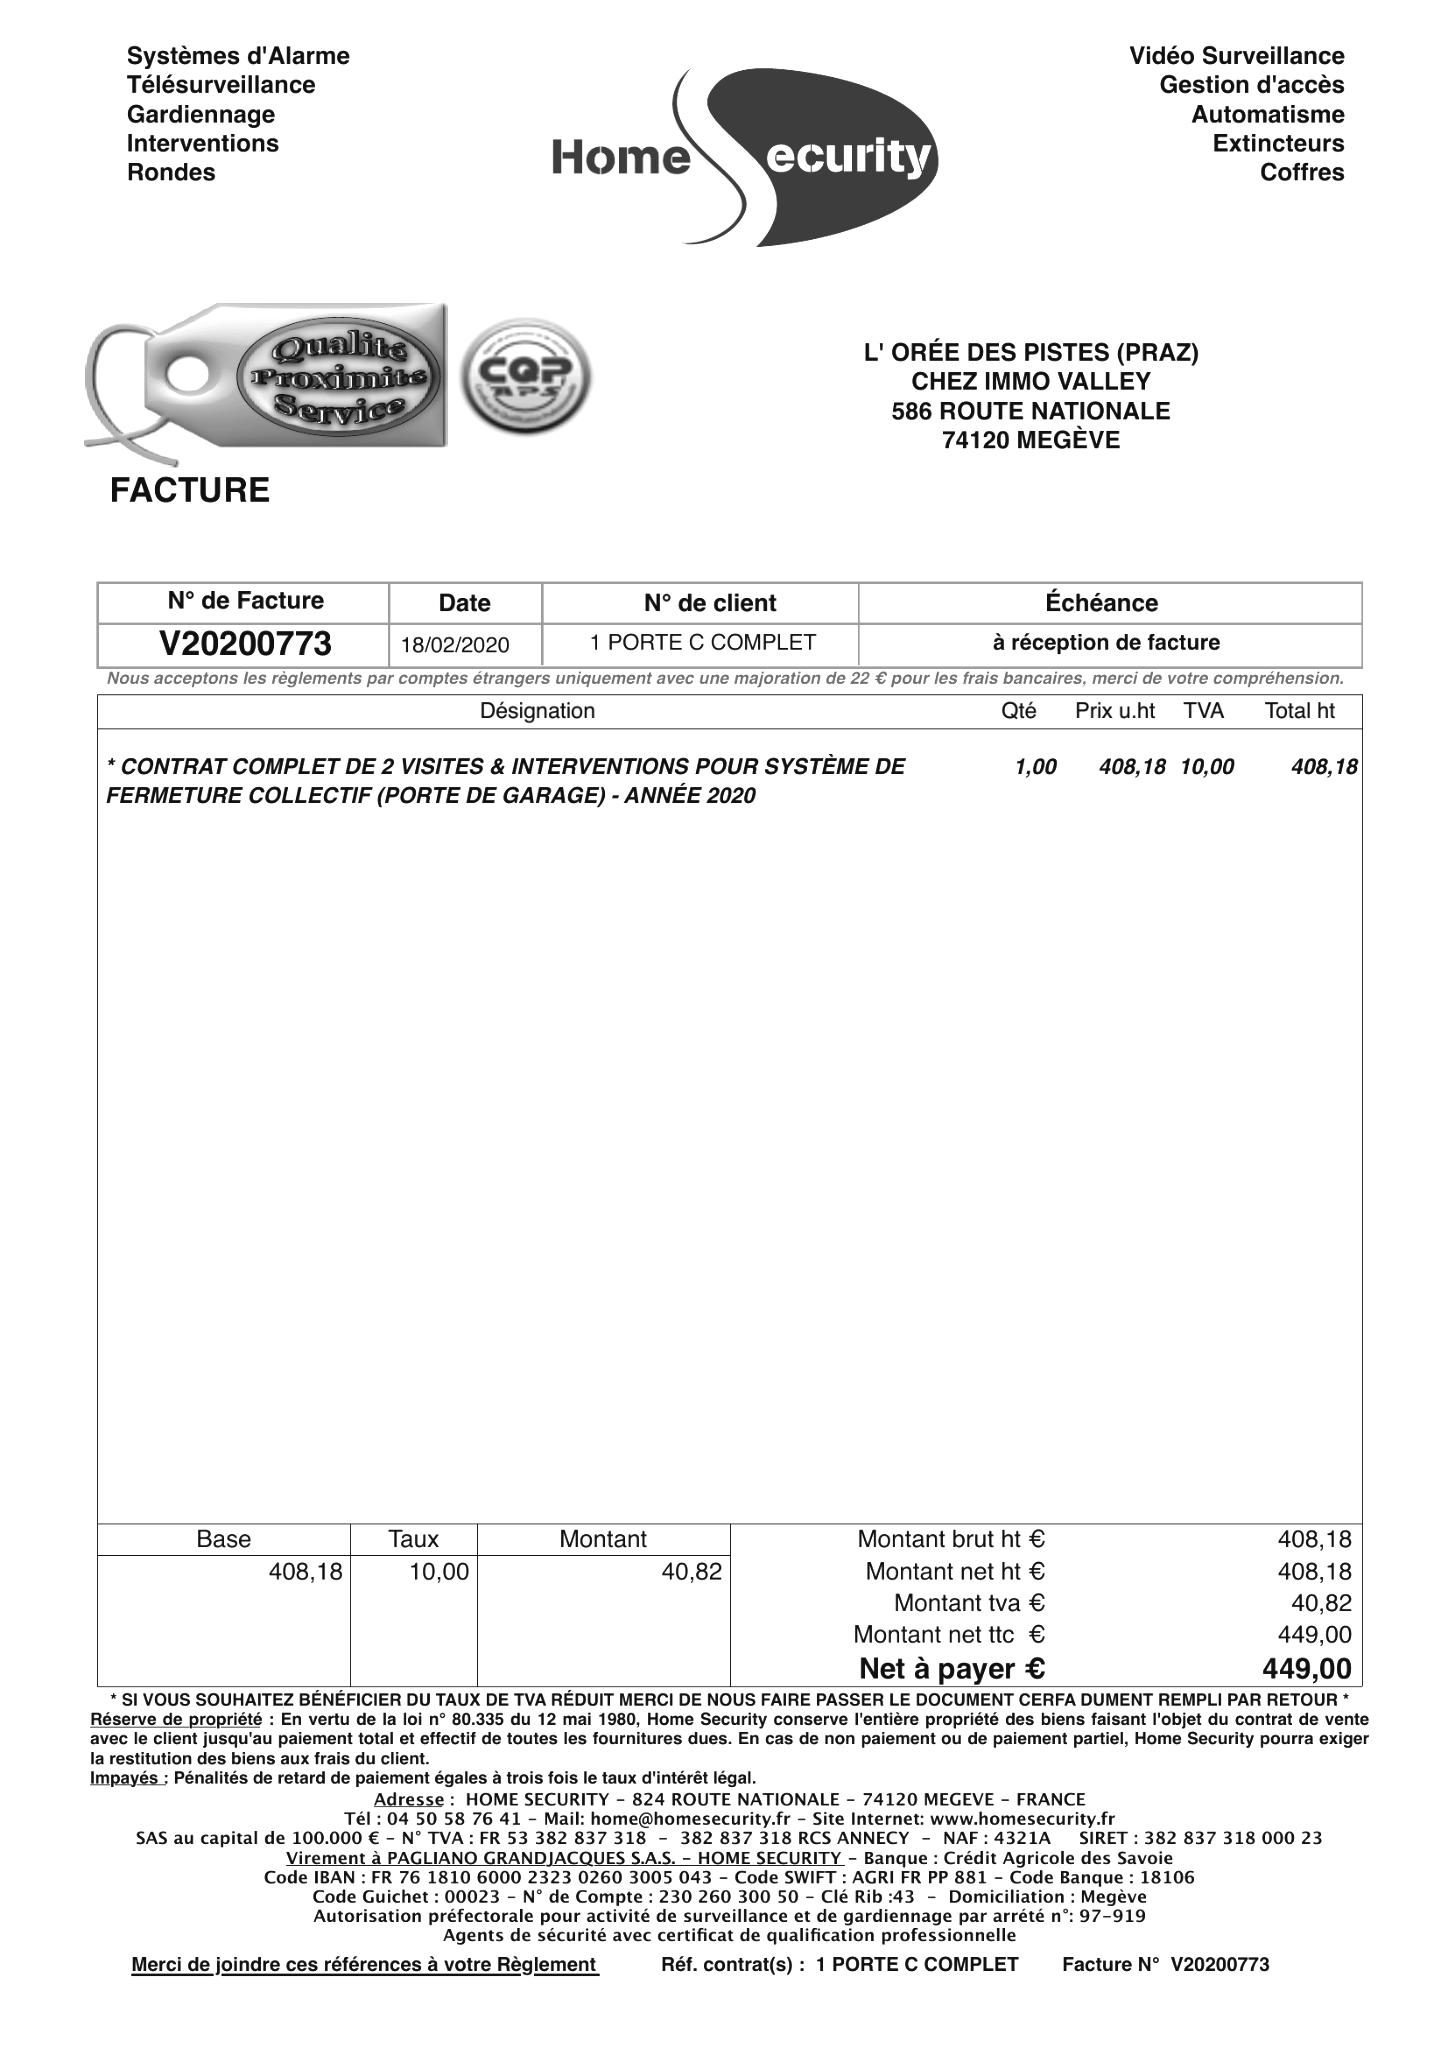 Systèmes d'Alarme
Télésurveillance
Gardiennage
Interventions
Rondes
Home Security
Vidéo Surveillance
Gestion d'accès
Automatisme
Extincteurs
Coffres
Qualité
Proximité
Service
CQP
APS
L' ORÉE DES PISTES (PRAZ)
CHEZ IMMO VALLEY
586 ROUTE NATIONALE
74120 MEGÈVE
FACTURE
N° de Facture Date N° de client Échéance
V20200773 18/02/2020 1 PORTE C COMPLET à réception de facture
Nous acceptons les règlements par comptes étrangers uniquement avec une majoration de 22 € pour les frais bancaires, merci de votre compréhension.
Désignation Qté Prix u.ht TVA Total ht
* CONTRAT COMPLET DE 2 VISITES & INTERVENTIONS POUR SYSTÈME DE 1,00 408,18 10,00 408,18
FERMETURE COLLECTIF (PORTE DE GARAGE) - ANNÉE 2020
Base Taux Montant Montant brut ht € 408,18
408,18 10,00 40,82 Montant net ht € 408,18
Montant tva € 40,82
Montant net ttc € 449,00
Net à payer € 449,00
* SI VOUS SOUHAITEZ BÉNÉFICIER DU TAUX DE TVA RÉDUIT MERCI DE NOUS FAIRE PASSER LE DOCUMENT CERFA DUMENT REMPLI PAR RETOUR *
Réserve de propriété : En vertu de la loi n° 80.335 du 12 mai 1980, Home Security conserve l'entière propriété des biens faisant l'objet du contrat de vente
avec le client jusqu'au paiement total et effectif de toutes les fournitures dues. En cas de non paiement ou de paiement partiel, Home Security pourra exiger
la restitution des biens aux frais du client.
Impayés : Pénalités de retard de paiement égales à trois fois le taux d'intérêt légal.
Adresse : HOME SECURITY - 824 ROUTE NATIONALE - 74120 MEGEVE - FRANCE
Tél : 04 50 58 76 41 - Mail: home@homesecurity.fr - Site Internet: www.homesecurity.fr
SAS au capital de 100.000 € - N° TVA : FR 53 382 837 318 - 382 837 318 RCS ANNECY - NAF : 4321A SIRET : 382 837 318 000 23
Virement à PAGLIANO GRANDJACQUES S.A.S. - HOME SECURITY - Banque : Crédit Agricole des Savoie
Code IBAN : FR 76 1810 6000 2323 0260 3005 043 - Code SWIFT : AGRI FR PP 881 - Code Banque : 18106
Code Guichet : 00023 - N° de Compte : 230 260 300 50 - Clé Rib :43 - Domiciliation : Megève
Autorisation préfectorale pour activité de surveillance et de gardiennage par arrété n°: 97-919
Agents de sécurité avec certificat de qualification professionnelle
Merci de joindre ces références à votre Règlement Réf. contrat(s) : 1 PORTE C COMPLET Facture N° V20200773